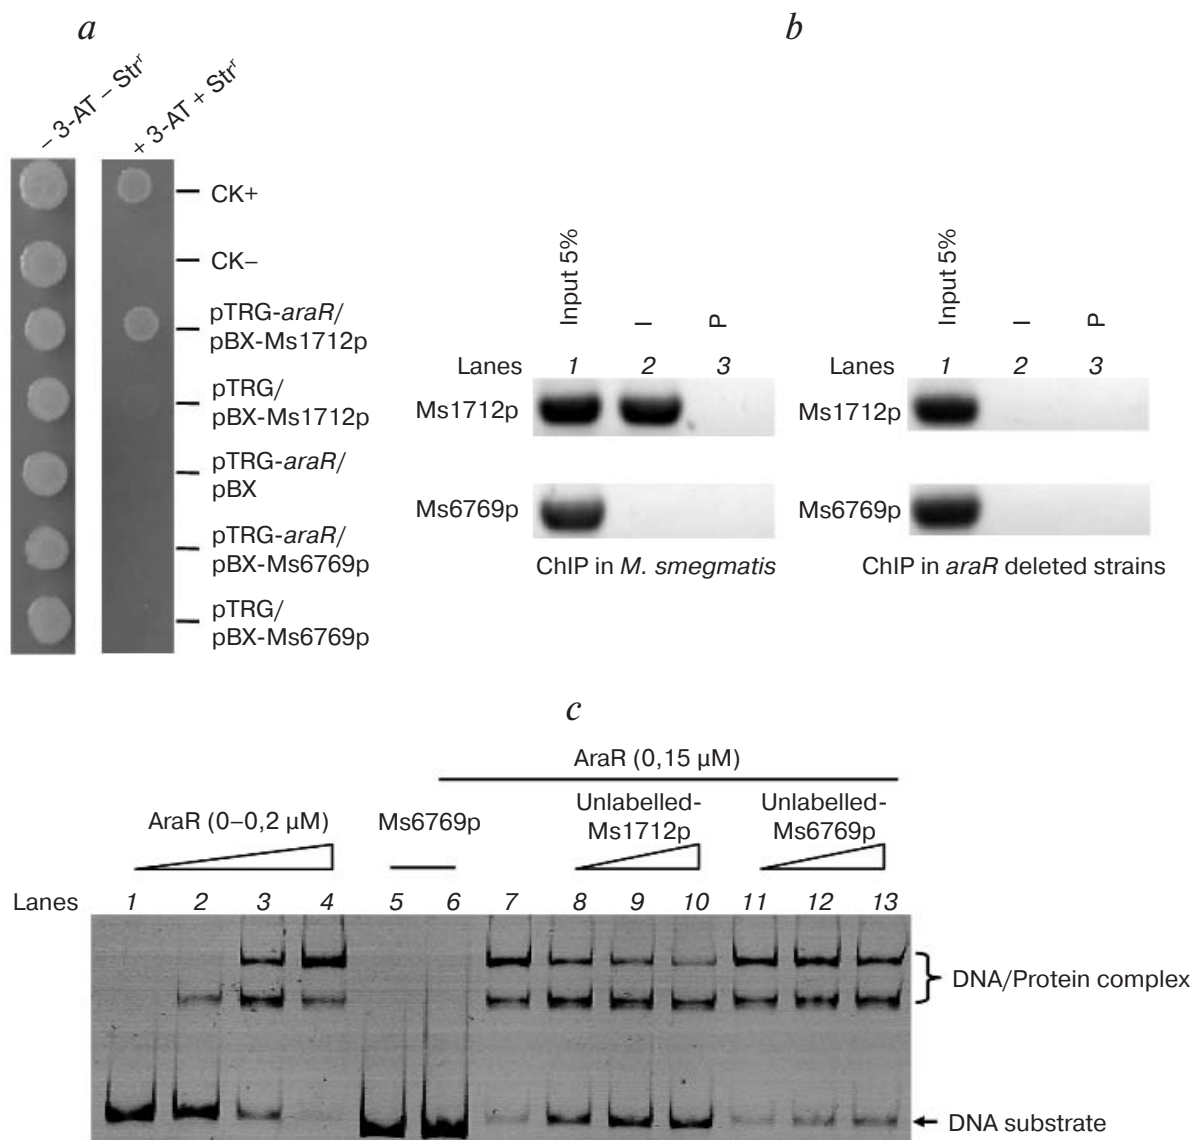 a
b
– 3-AT – Strʳ
+ 3-AT + Strʳ
CK+
CK–
pTRG-araR/
pBX-Ms1712p
pTRG/
pBX-Ms1712p
pTRG-araR/
pBX
pTRG-araR/
pBX-Ms6769p
pTRG/
pBX-Ms6769p
Input 5%
I
P
Lanes 1 2 3
Ms1712p
Ms6769p
ChIP in M. smegmatis
Input 5%
I
P
Lanes 1 2 3
Ms1712p
Ms6769p
ChIP in araR deleted strains
c
AraR (0,15 μM)
AraR (0–0,2 μM)
Ms6769p
Unlabelled-
Ms1712p
Unlabelled-
Ms6769p
Lanes 1 2 3 4 5 6 7 8 9 10 11 12 13
DNA/Protein complex
DNA substrate